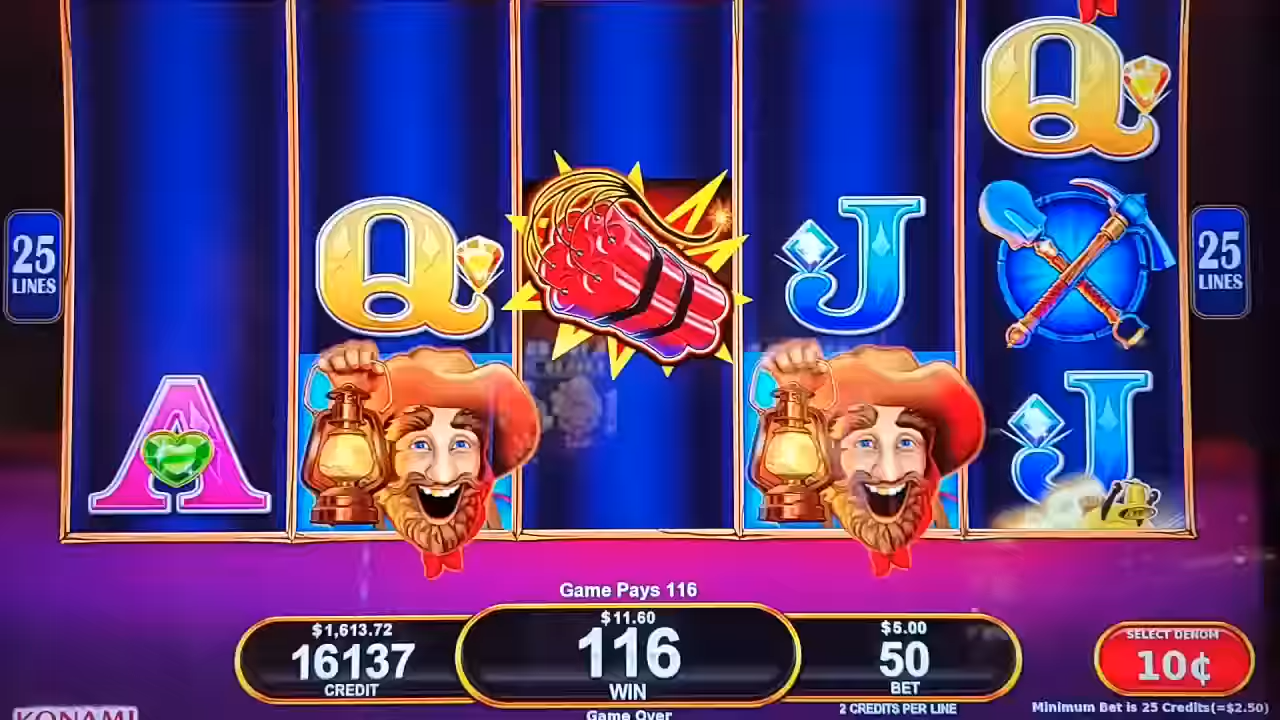 Q
25
LINES
Q
J
25
LINES
A
J
Game Pays 116
$1,613.72
16137
CREDIT
$11.60
116
WIN
$5.00
50
BET
SELECT DENOM
10¢
2 CREDITS PER LINE
Minimum Bet is 25 Credits(=$2.50)
KONAMI
Game Over